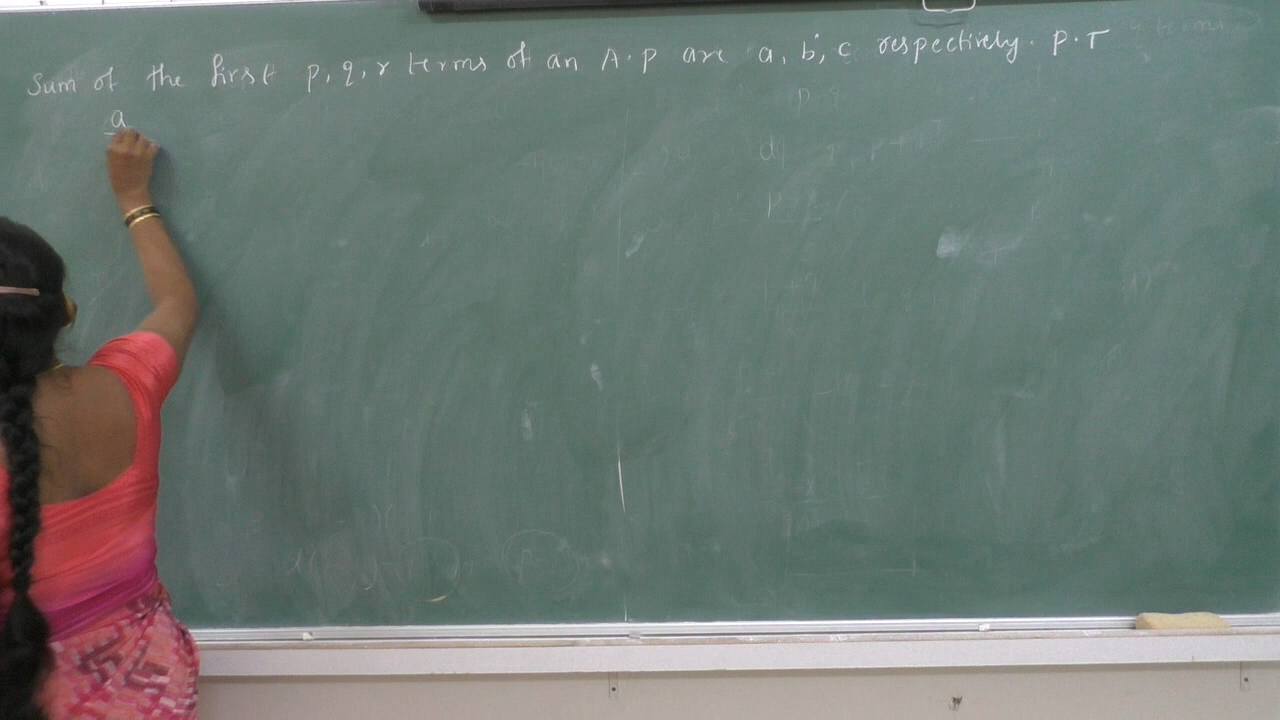 Sum of the first p, q, r terms of an A.P are a, b, c respectively. P.T
a